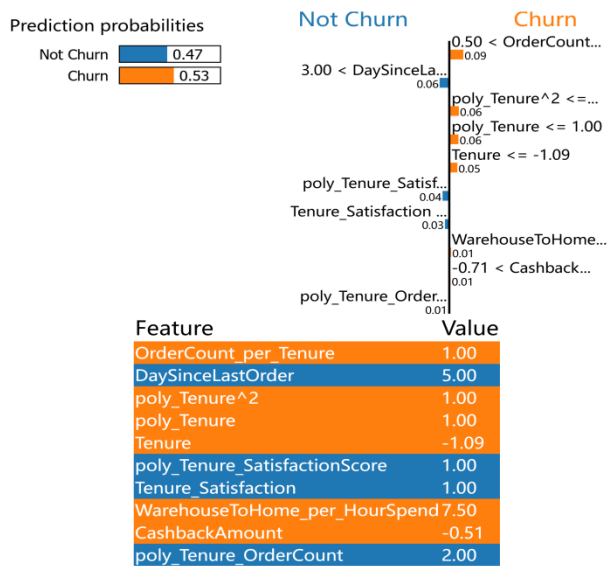 Prediction probabilities
Not Churn 0.47
Churn 0.53
Not Churn Churn
0.50 < OrderCount...
0.09
3.00 < DaySinceLa...
0.06
poly_Tenure^2 <=...
0.06
poly_Tenure <= 1.00
0.06
Tenure <= -1.09
0.05
poly_Tenure_Satisf...
0.04
Tenure_Satisfaction ...
0.03
WarehouseToHome...
0.01
-0.71 < Cashback...
0.01
poly_Tenure_Order...
0.01
Feature Value
OrderCount_per_Tenure 1.00
DaySinceLastOrder 5.00
poly_Tenure^2 1.00
poly_Tenure 1.00
Tenure -1.09
poly_Tenure_SatisfactionScore 1.00
Tenure_Satisfaction 1.00
WarehouseToHome_per_HourSpend 7.50
CashbackAmount -0.51
poly_Tenure_OrderCount 2.00